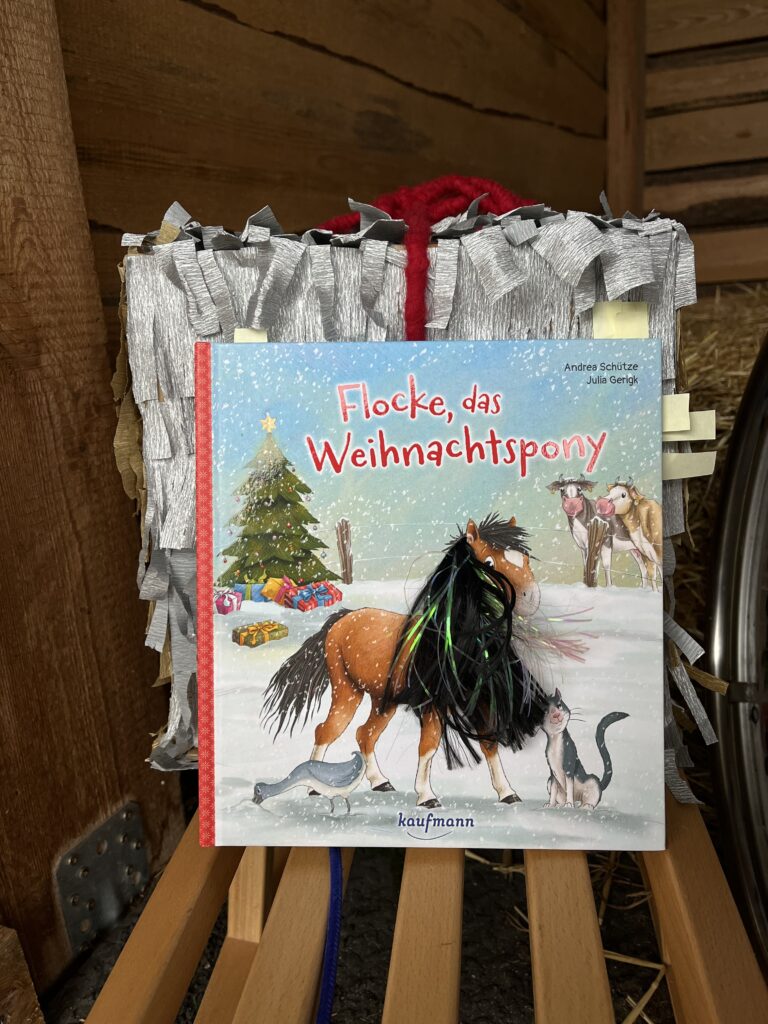 Andrea Schütze
Julia Gerigk
Flocke, das
Weihnachtspony
kaufmann